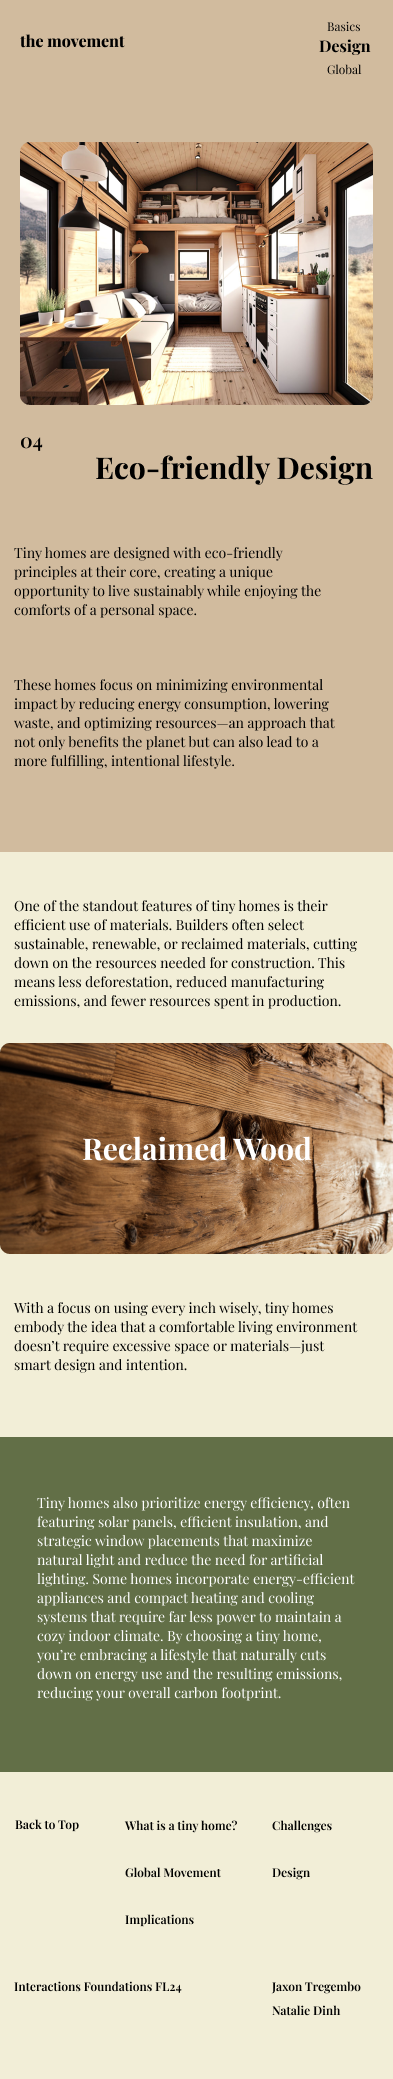 the movement
Basics
Design
Global
04
Eco-friendly Design
Tiny homes are designed with eco-friendly
principles at their core, creating a unique
opportunity to live sustainably while enjoying the
comforts of a personal space.
These homes focus on minimizing environmental
impact by reducing energy consumption, lowering
waste, and optimizing resources—an approach that
not only benefits the planet but can also lead to a
more fulfilling, intentional lifestyle.
One of the standout features of tiny homes is their
efficient use of materials. Builders often select
sustainable, renewable, or reclaimed materials, cutting
down on the resources needed for construction. This
means less deforestation, reduced manufacturing
emissions, and fewer resources spent in production.
Reclaimed Wood
With a focus on using every inch wisely, tiny homes
embody the idea that a comfortable living environment
doesn’t require excessive space or materials—just
smart design and intention.
Tiny homes also prioritize energy efficiency, often
featuring solar panels, efficient insulation, and
strategic window placements that maximize
natural light and reduce the need for artificial
lighting. Some homes incorporate energy-efficient
appliances and compact heating and cooling
systems that require far less power to maintain a
cozy indoor climate. By choosing a tiny home,
you’re embracing a lifestyle that naturally cuts
down on energy use and the resulting emissions,
reducing your overall carbon footprint.
Back to Top
What is a tiny home?
Challenges
Global Movement
Design
Implications
Interactions Foundations FL24
Jaxon Tregembo
Natalie Dinh